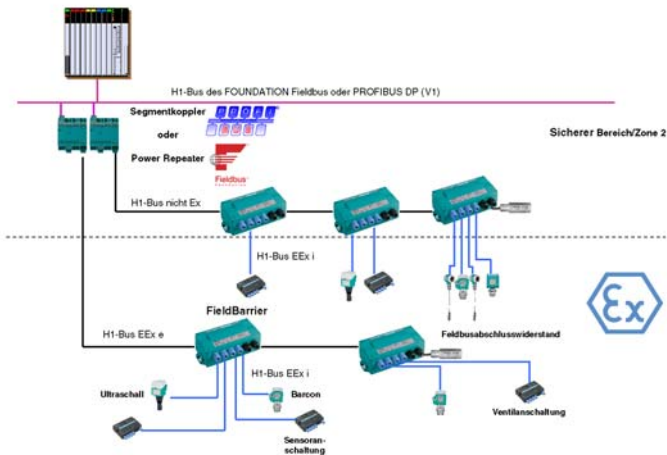 H1-Bus des FOUNDATION Fieldbus oder PROFIBUS DP (V1)
Segmentkoppler
oder
Power Repeater
Fieldbus
Sicherer Bereich/Zone 2
H1-Bus nicht Ex
H1-Bus EEx i
FieldBarrier
Feldbusabschlusswiderstand
Ex
H1-Bus EEx e
H1-Bus EEx i
Ultraschall
Barcon
Ventilanschaltung
Sensoran-
schaltung